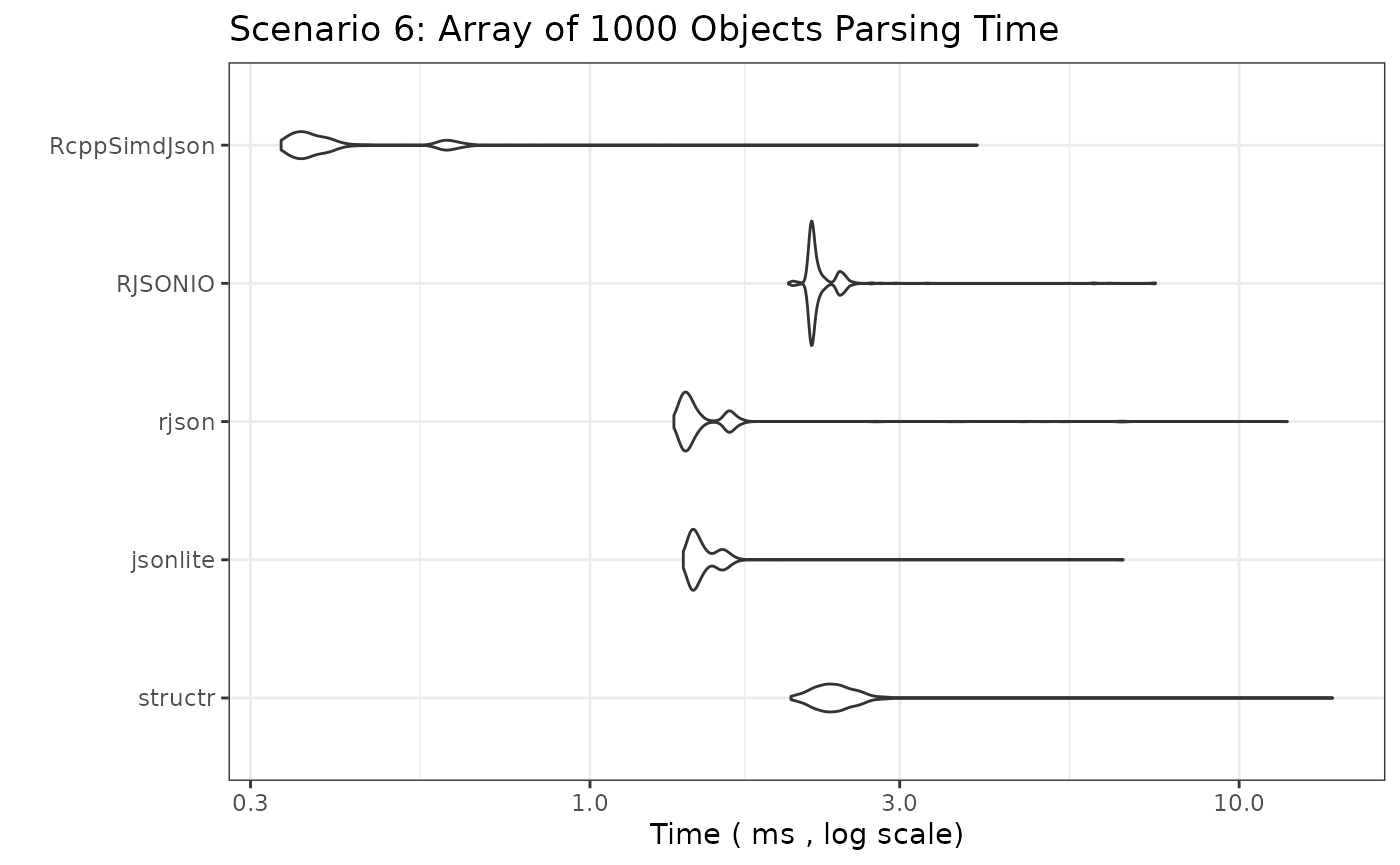 Scenario 6: Array of 1000 Objects Parsing Time
RcppSimdJson
RJSONIO
rjson
jsonlite
structr
0.3 1.0 3.0 10.0
Time ( ms , log scale)